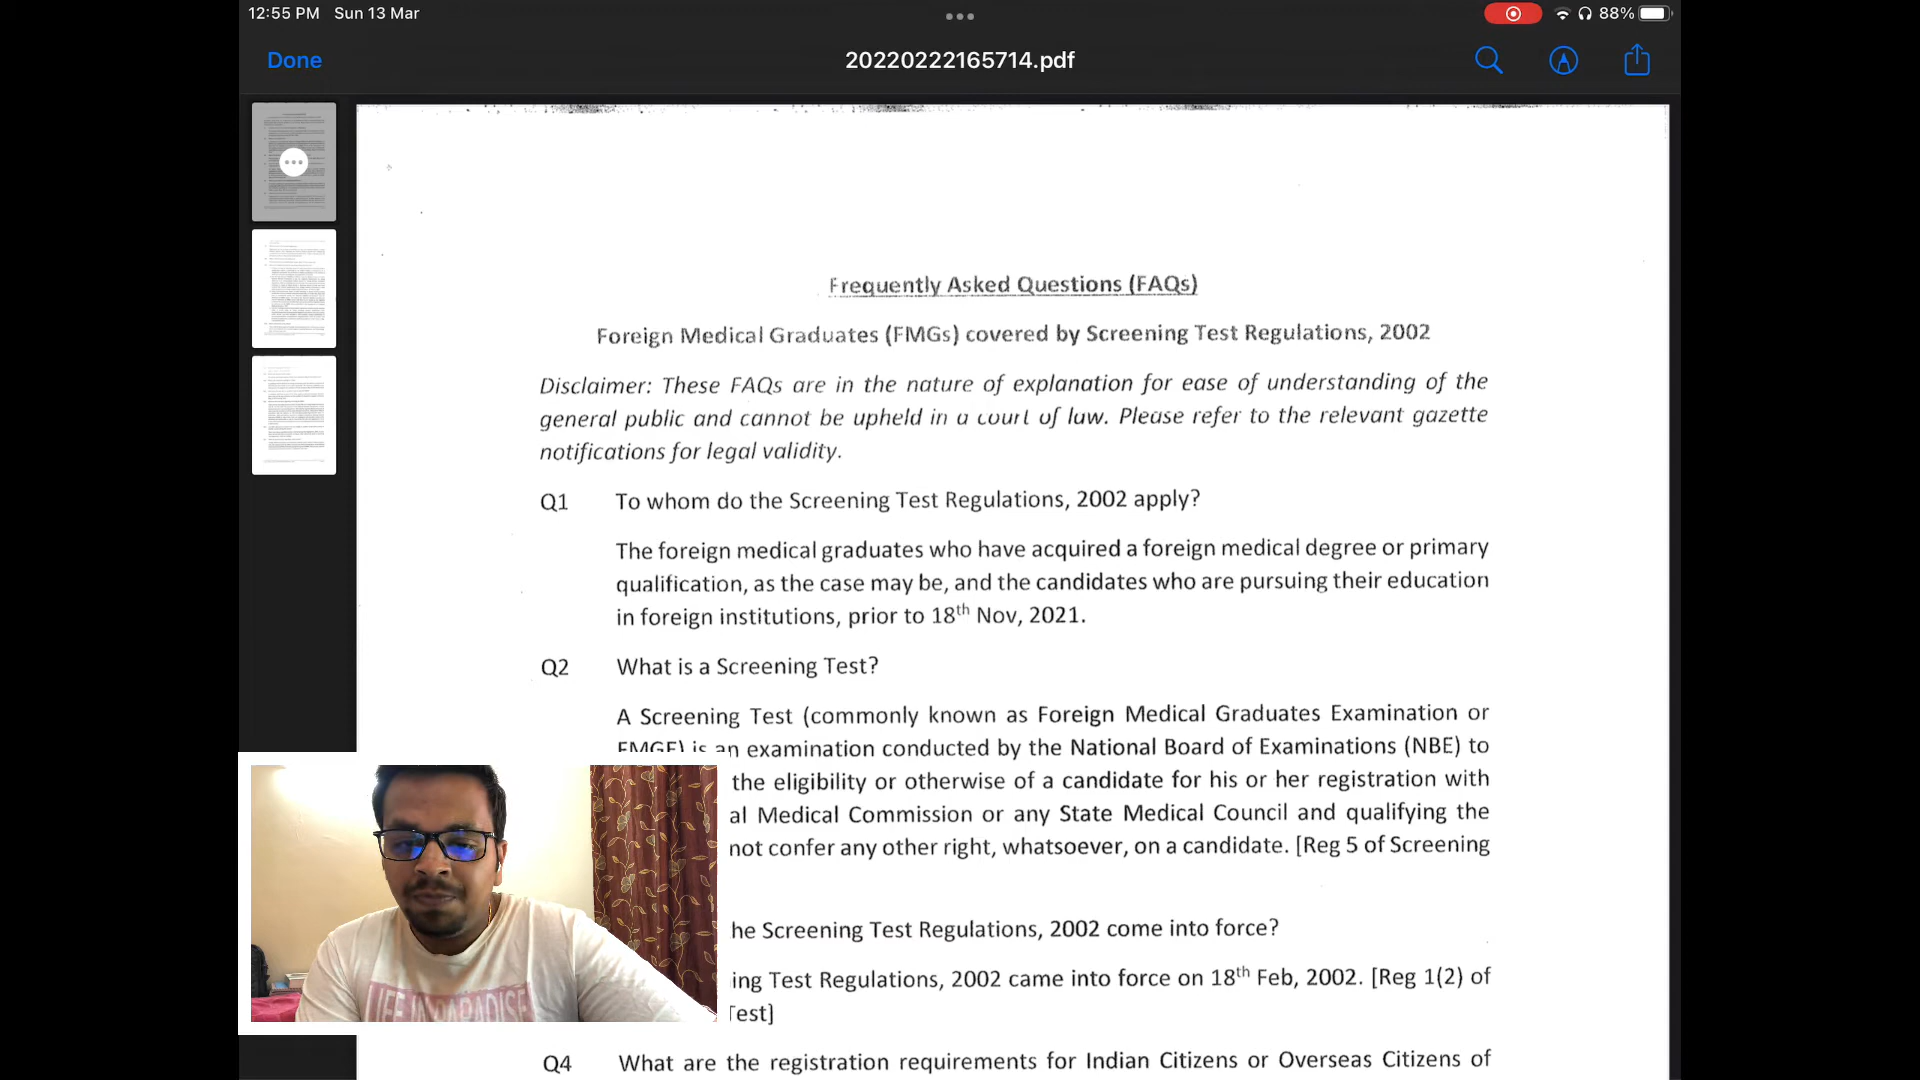 12:55 PM Sun 13 Mar
88%
Done
20220222165714.pdf
Frequently Asked Questions (FAQs)
Foreign Medical Graduates (FMGs) covered by Screening Test Regulations, 2002
Disclaimer: These FAQs are in the nature of explanation for ease of understanding of the
general public and cannot be upheld in a court of law. Please refer to the relevant gazette
notifications for legal validity.
Q1 To whom do the Screening Test Regulations, 2002 apply?
The foreign medical graduates who have acquired a foreign medical degree or primary
qualification, as the case may be, and the candidates who are pursuing their education
in foreign institutions, prior to 18th Nov, 2021.
Q2 What is a Screening Test?
A Screening Test (commonly known as Foreign Medical Graduates Examination or
FMGE) is an examination conducted by the National Board of Examinations (NBE) to
the eligibility or otherwise of a candidate for his or her registration with
al Medical Commission or any State Medical Council and qualifying the
not confer any other right, whatsoever, on a candidate. [Reg 5 of Screening
he Screening Test Regulations, 2002 come into force?
ing Test Regulations, 2002 came into force on 18th Feb, 2002. [Reg 1(2) of
Test]
Q4 What are the registration requirements for Indian Citizens or Overseas Citizens of
LIFE IN PARADISE